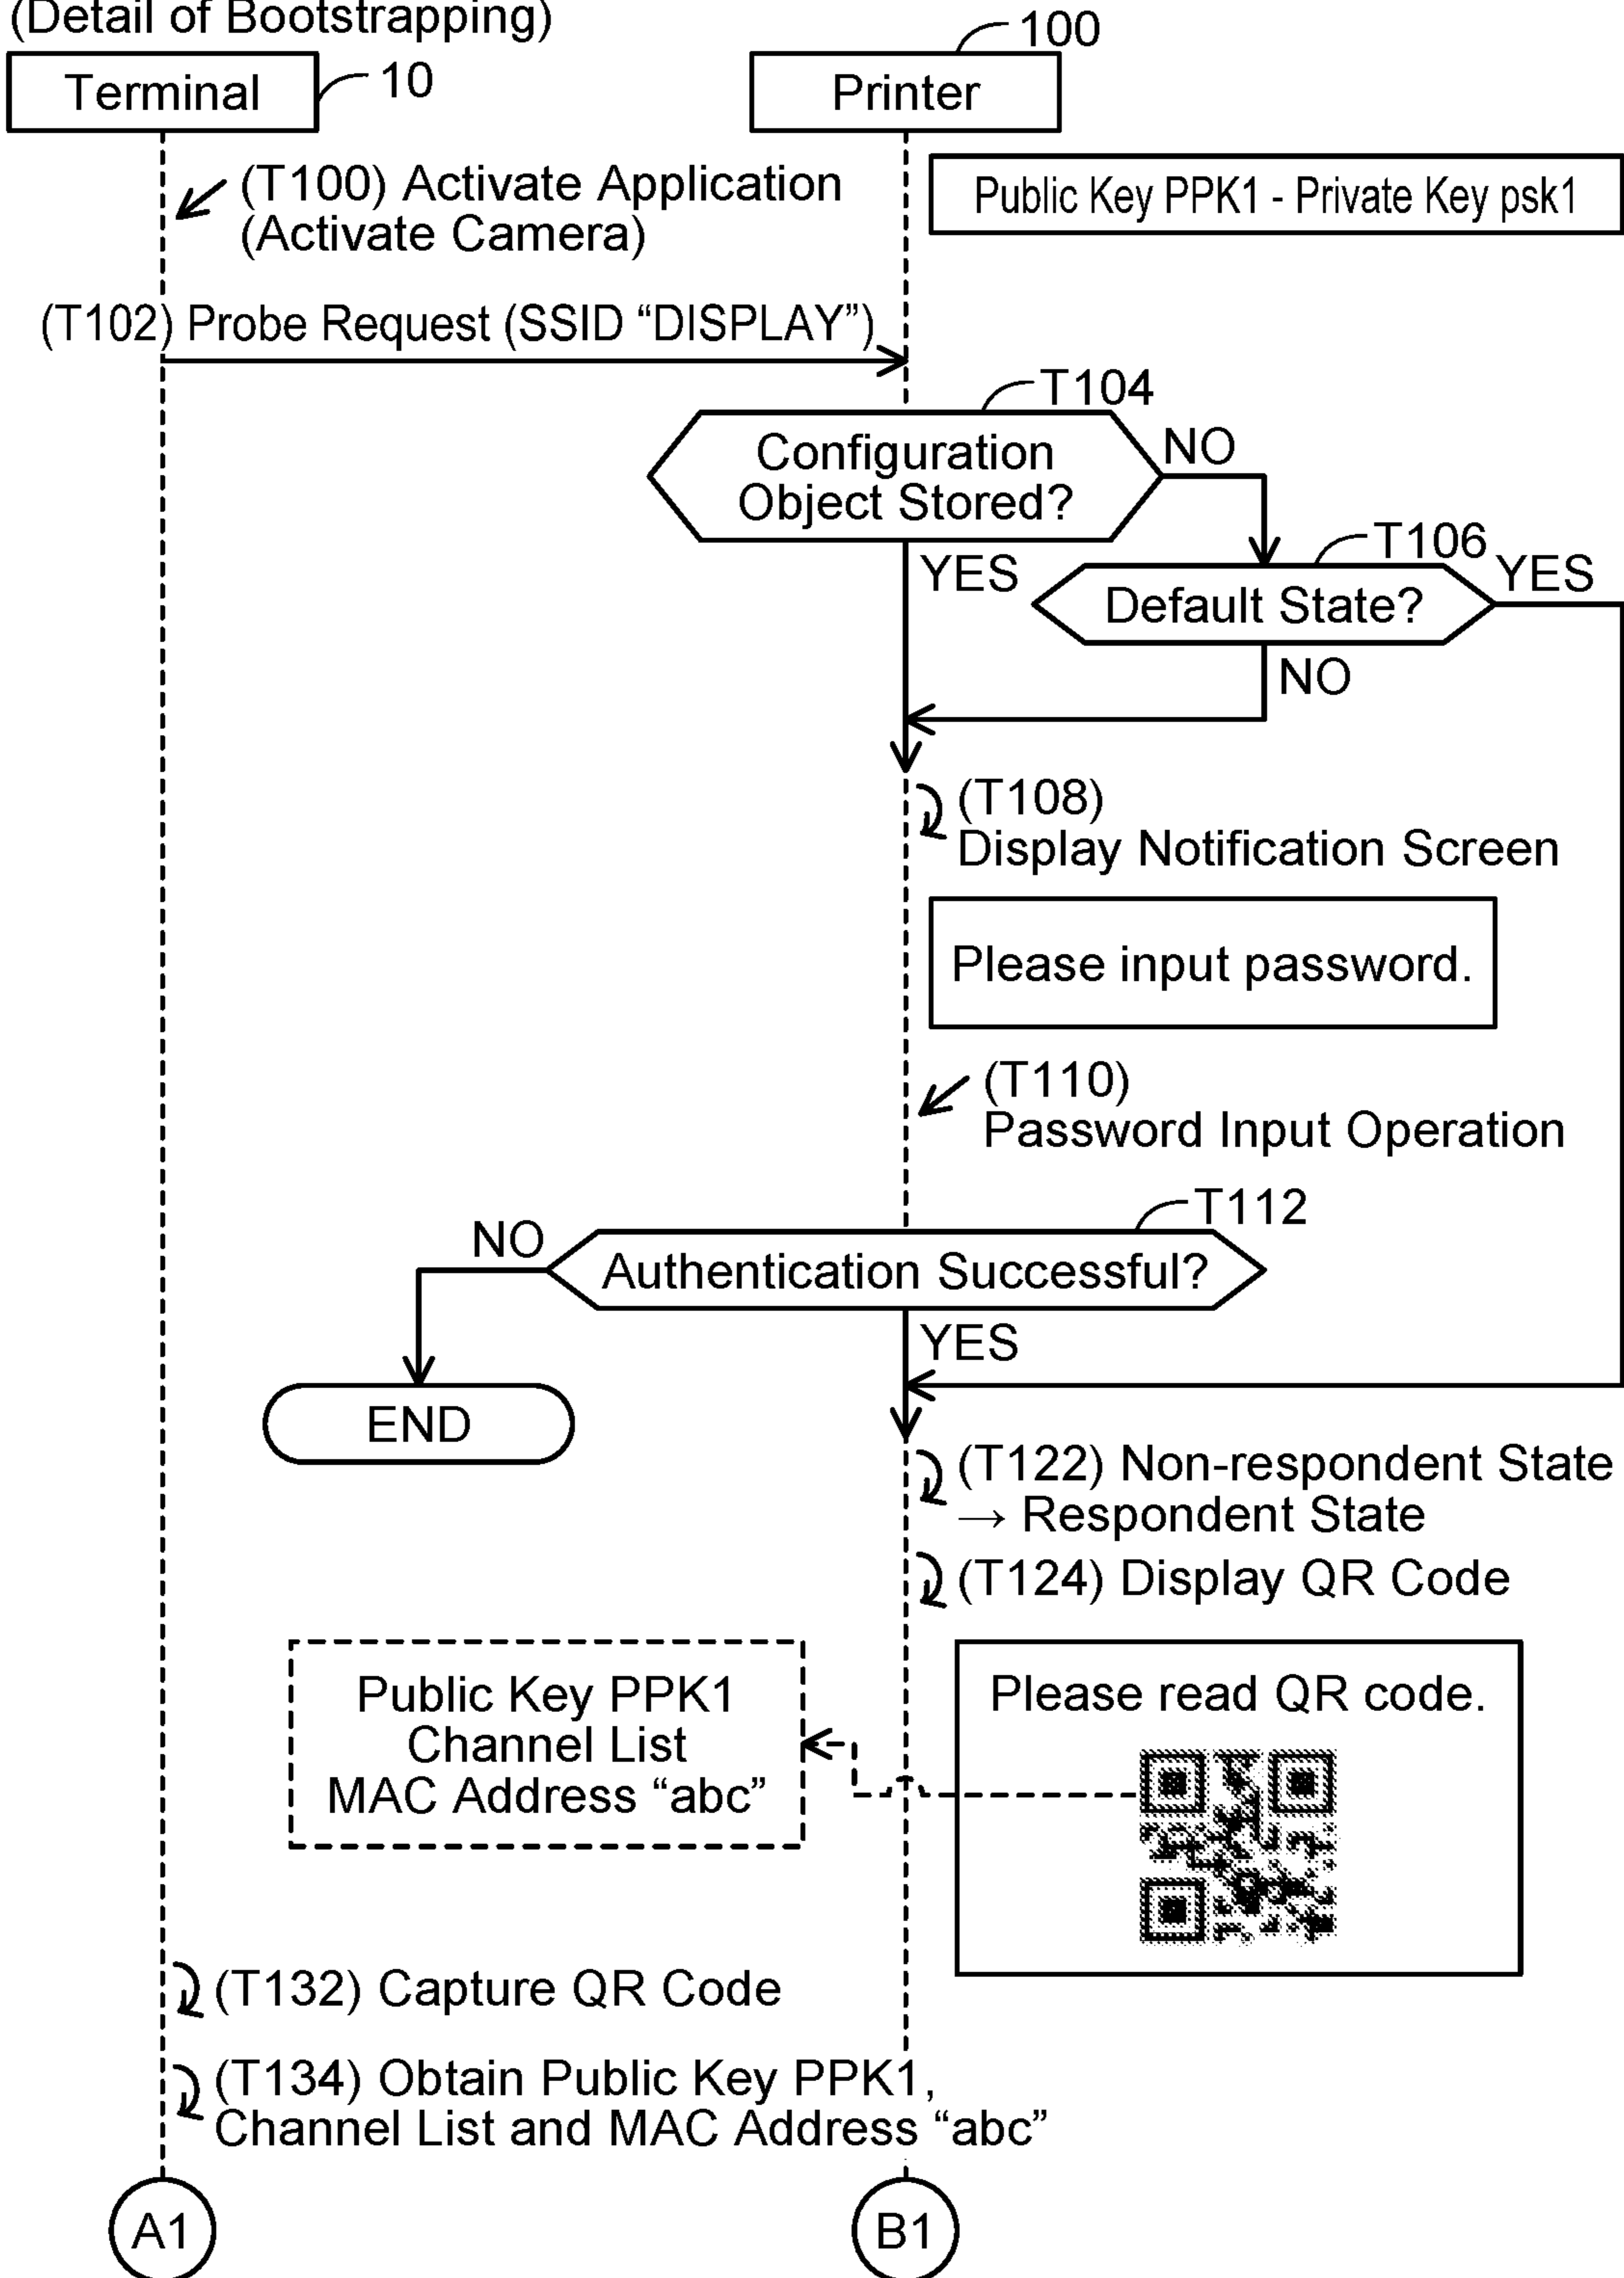 (Detail of Bootstrapping)
100
Terminal
10
Printer
(T100) Activate Application
(Activate Camera)
Public Key PPK1 - Private Key psk1
(T102) Probe Request (SSID “DISPLAY”)
T104
Configuration
Object Stored?
NO
YES
T106
Default State?
YES
NO
(T108)
Display Notification Screen
Please input password.
(T110)
Password Input Operation
T112
NO
Authentication Successful?
YES
END
(T122) Non-respondent State
→ Respondent State
(T124) Display QR Code
Public Key PPK1
Channel List
MAC Address “abc”
Please read QR code.
(T132) Capture QR Code
(T134) Obtain Public Key PPK1,
Channel List and MAC Address “abc”
A1
B1